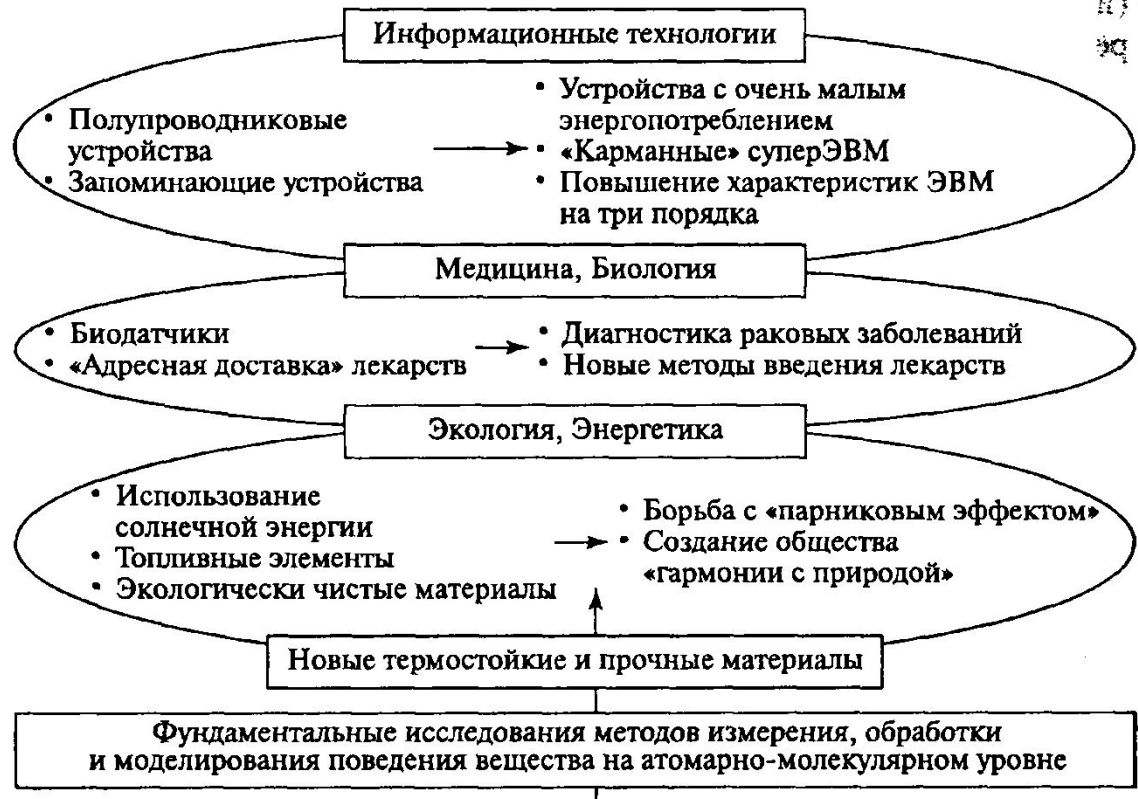 Информационные технологии
• Полупроводниковые
устройства
• Запоминающие устройства
• Устройства с очень малым
энергопотреблением
• «Карманные» суперЭВМ
• Повышение характеристик ЭВМ
на три порядка
Медицина, Биология
• Биодатчики
• «Адресная доставка» лекарств
• Диагностика раковых заболеваний
• Новые методы введения лекарств
Экология, Энергетика
• Использование
солнечной энергии
• Топливные элементы
• Экологически чистые материалы
• Борьба с «парниковым эффектом»
• Создание общества
«гармонии с природой»
Новые термостойкие и прочные материалы
Фундаментальные исследования методов измерения, обработки
и моделирования поведения вещества на атомарно-молекулярном уровне